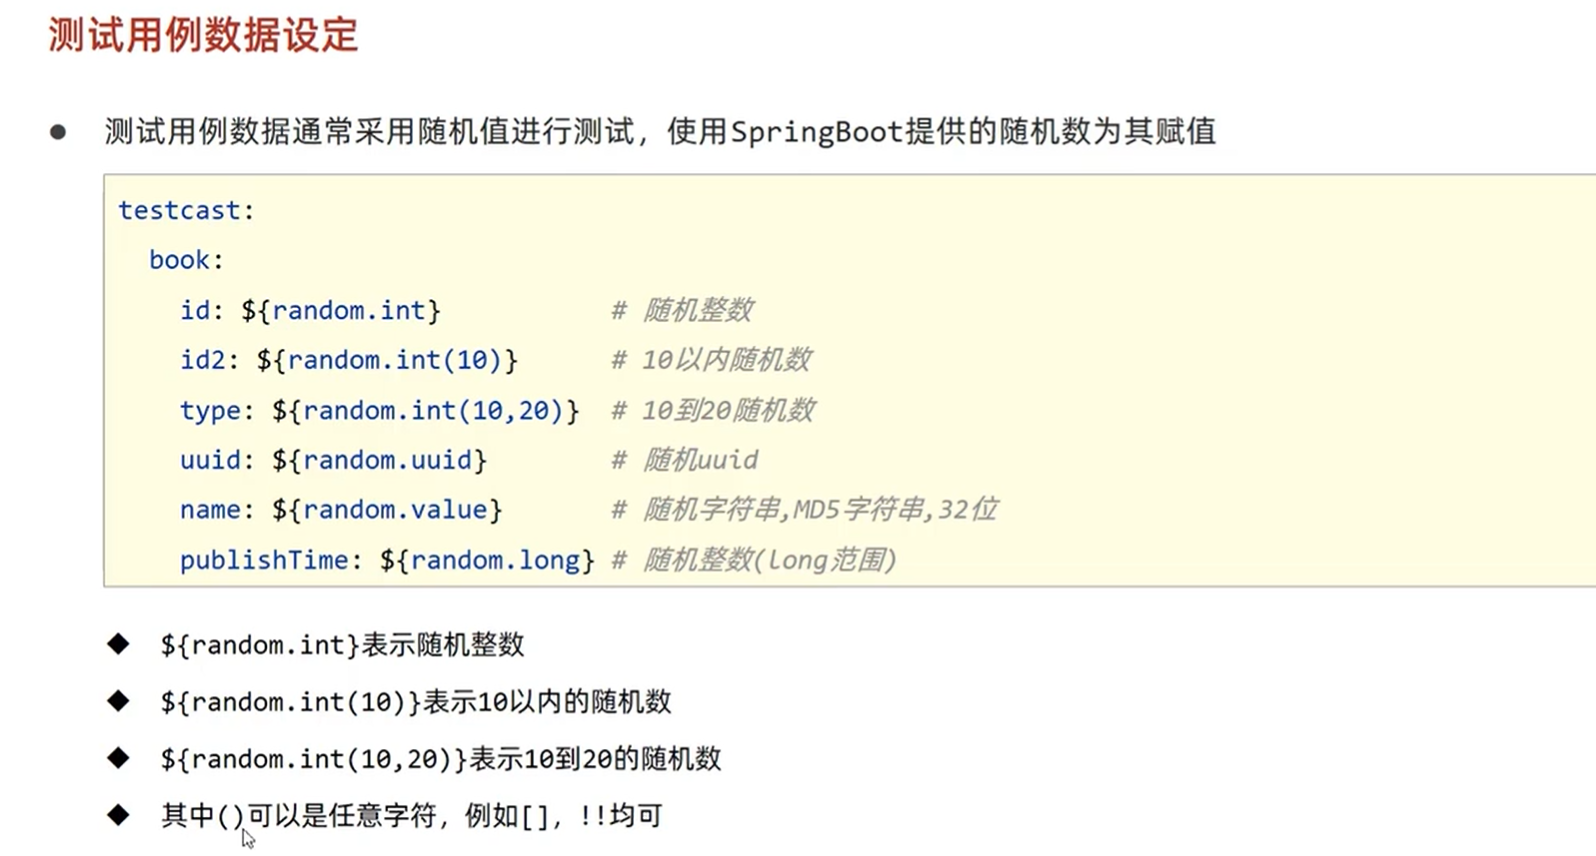 测试用例数据设定
● 测试用例数据通常采用随机值进行测试，使用SpringBoot提供的随机数为其赋值
testcast:
  book:
    id: ${random.int}           # 随机整数
    id2: ${random.int(10)}      # 10以内随机数
    type: ${random.int(10,20)}  # 10到20随机数
    uuid: ${random.uuid}        # 随机uuid
    name: ${random.value}       # 随机字符串,MD5字符串,32位
    publishTime: ${random.long} # 随机整数(long范围)
◆ ${random.int}表示随机整数
◆ ${random.int(10)}表示10以内的随机数
◆ ${random.int(10,20)}表示10到20的随机数
◆ 其中()可以是任意字符，例如[]，!!均可